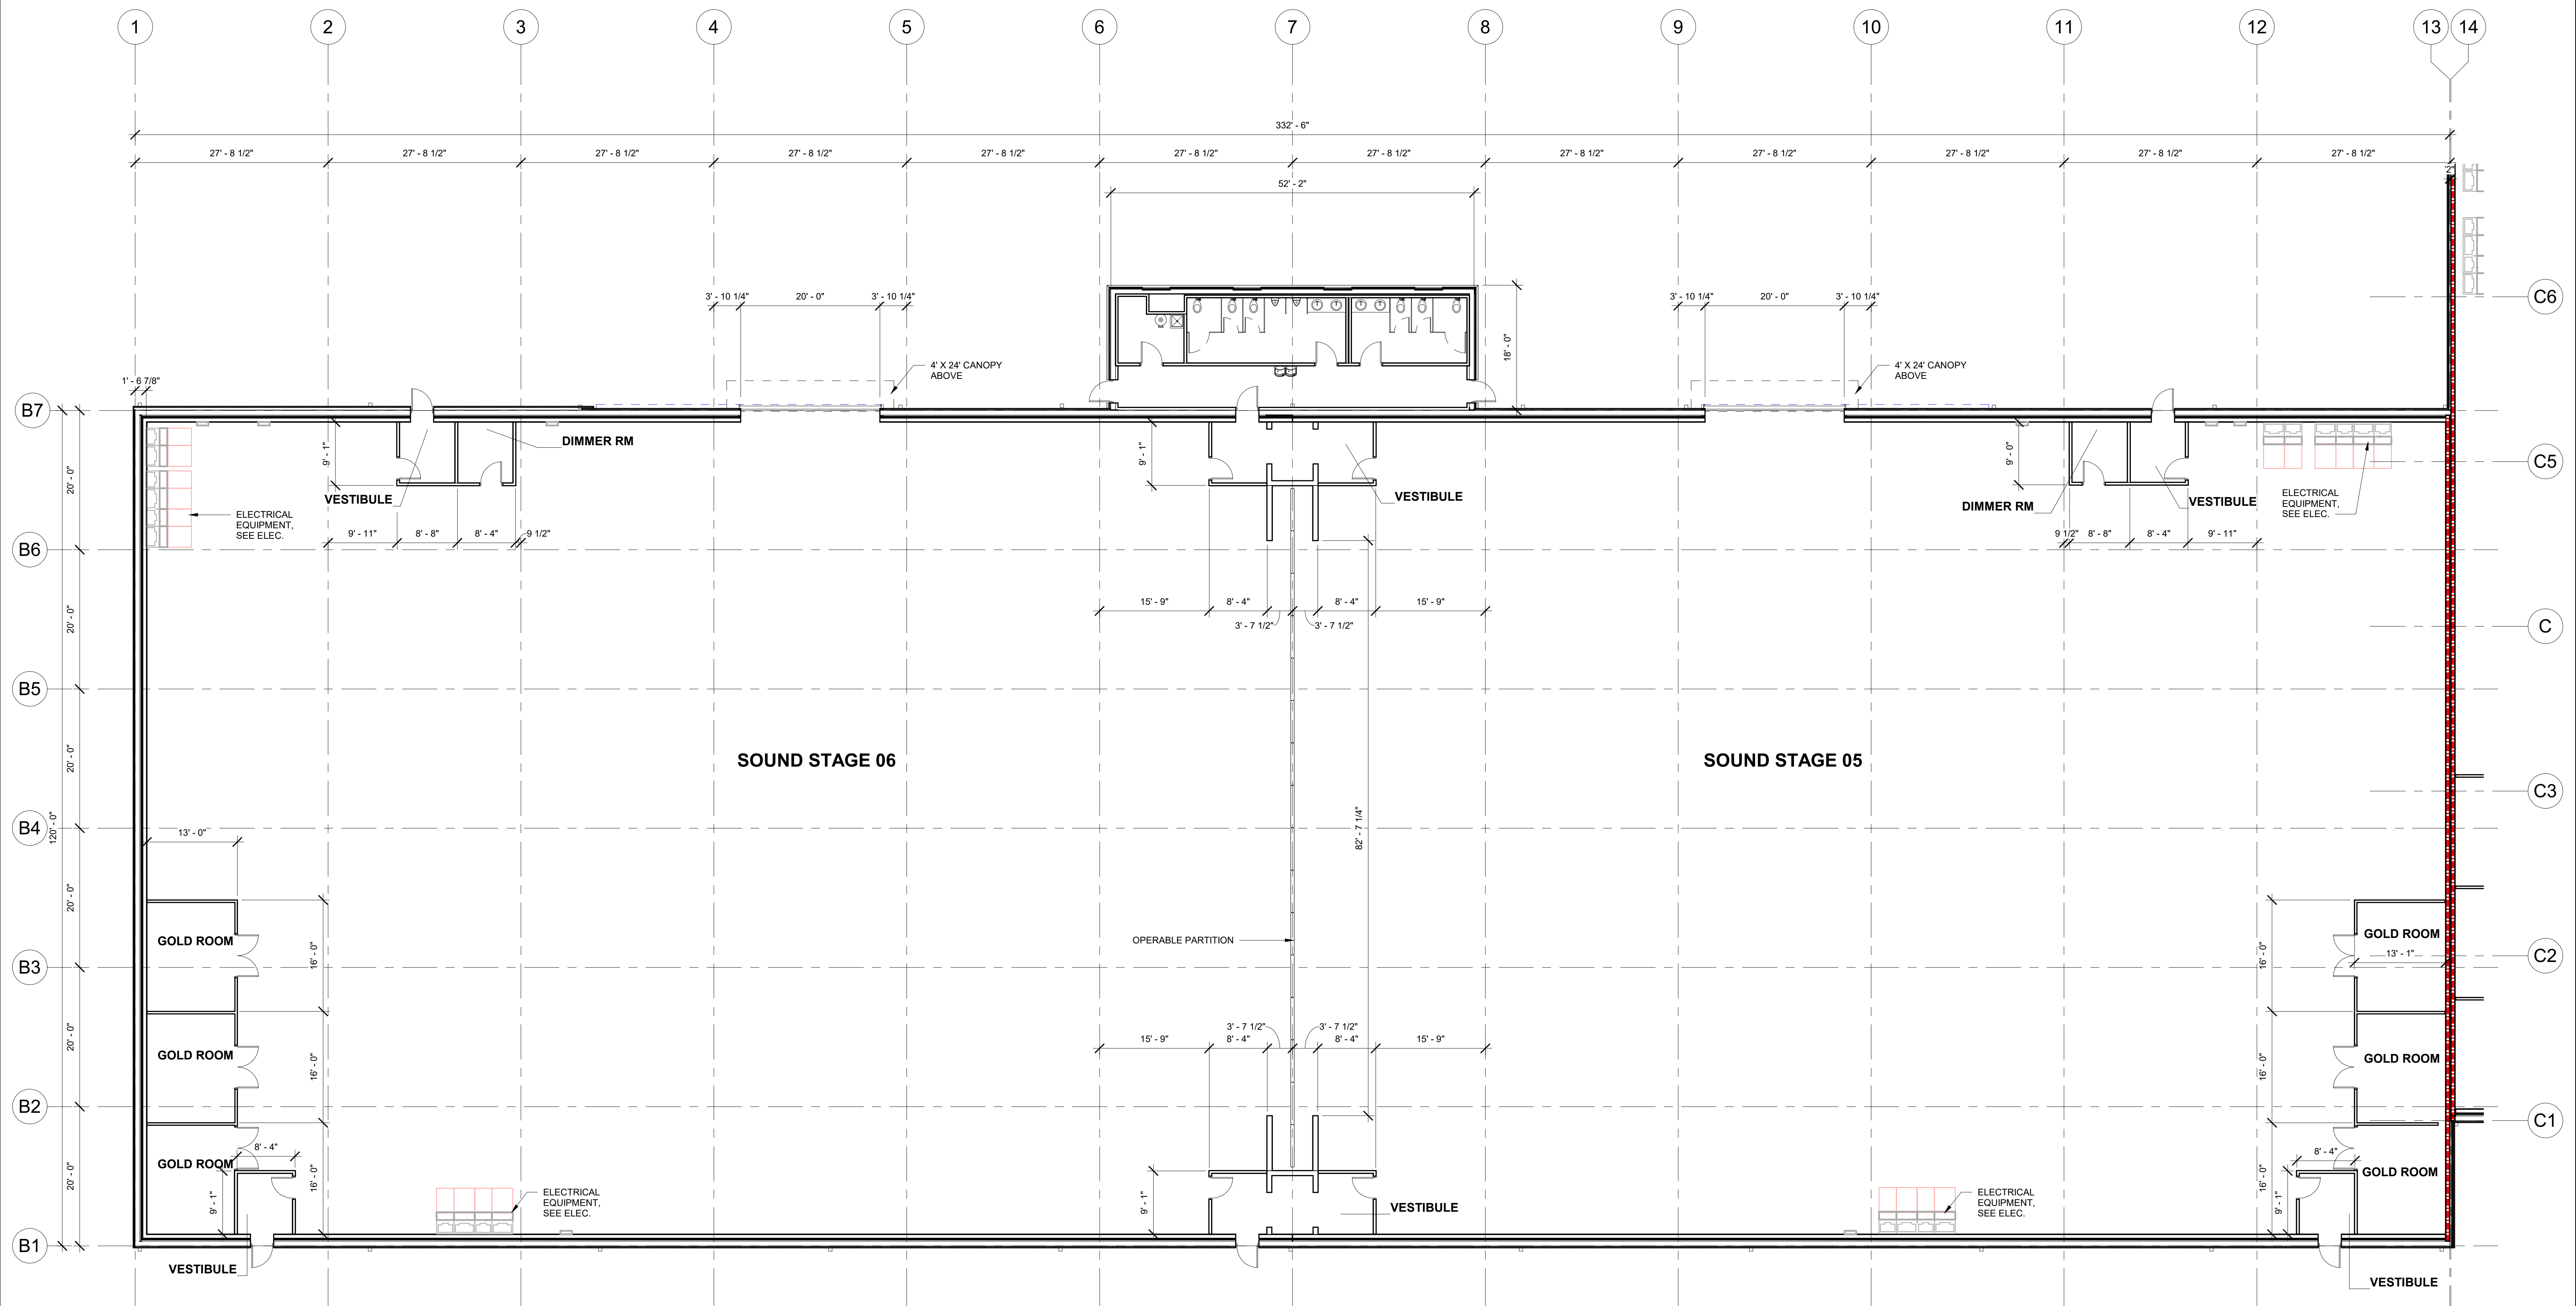 1 2 3 4 5 6 7 8 9 10 11 12 13 14
332' - 6"
27' - 8 1/2" 27' - 8 1/2" 27' - 8 1/2" 27' - 8 1/2" 27' - 8 1/2" 27' - 8 1/2" 27' - 8 1/2" 27' - 8 1/2" 27' - 8 1/2" 27' - 8 1/2" 27' - 8 1/2" 27' - 8 1/2"
2"
52' - 2"
3' - 10 1/4" 20' - 0" 3' - 10 1/4" 3' - 10 1/4" 20' - 0" 3' - 10 1/4" C6
18' - 0"
4' X 24' CANOPY
ABOVE
4' X 24' CANOPY
ABOVE
1' - 6 7/8"
B7
DIMMER RM
9' - 1" 9' - 1" 9' - 0"
C5
20' - 0"
VESTIBULE VESTIBULE VESTIBULE
DIMMER RM
ELECTRICAL
EQUIPMENT,
SEE ELEC.
ELECTRICAL
EQUIPMENT,
SEE ELEC.
9' - 11" 8' - 8" 8' - 4" 9 1/2" 9 1/2" 8' - 8" 8' - 4" 9' - 11"
B6
15' - 9" 8' - 4" 8' - 4" 15' - 9"
3' - 7 1/2" 3' - 7 1/2"
20' - 0"
C
B5
20' - 0"
SOUND STAGE 06 SOUND STAGE 05
C3
B4
120' - 0"
82' - 7 1/4"
13' - 0"
20' - 0"
GOLD ROOM GOLD ROOM
OPERABLE PARTITION
16' - 0" 16' - 0"
13' - 1"
B3 C2
20' - 0"
3' - 7 1/2" 3' - 7 1/2"
15' - 9" 8' - 4" 8' - 4" 15' - 9"
GOLD ROOM GOLD ROOM
16' - 0" 16' - 0"
B2 C1
8' - 4" 8' - 4"
GOLD ROOM GOLD ROOM
20' - 0"
16' - 0" 16' - 0"
9' - 1" 9' - 1" 9' - 1"
ELECTRICAL
EQUIPMENT,
SEE ELEC.
ELECTRICAL
EQUIPMENT,
SEE ELEC.
VESTIBULE
B1
VESTIBULE
VESTIBULE